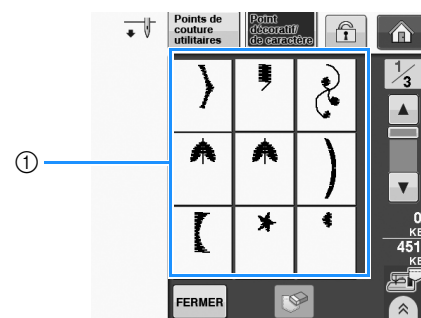 Points de
couture
utilitaires
Point
décoratif/
de caractère
1/3
①
0
KB
451
KB
FERMER